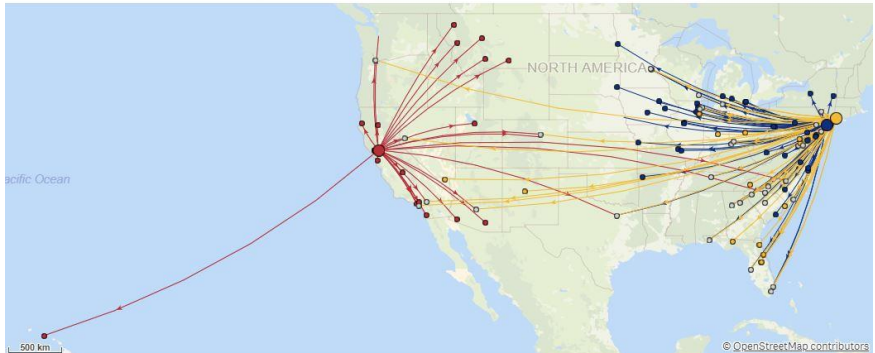 NORTH AMERICA
acific Ocean
500 km
© OpenStreetMap contributors